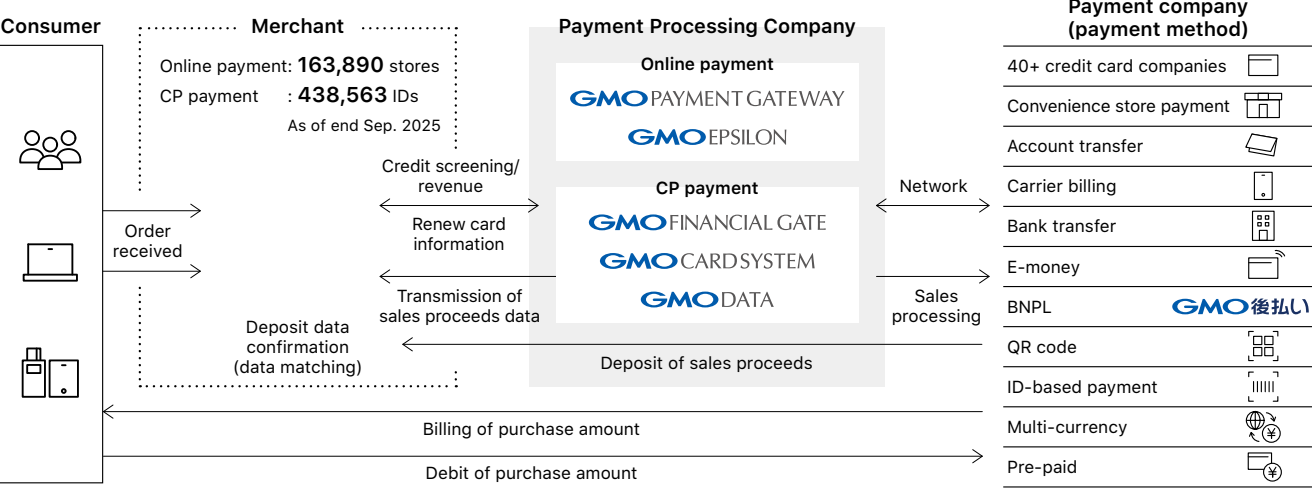 Consumer
Merchant
Online payment: 163,890 stores
CP payment : 438,563 IDs
As of end Sep. 2025
Order
received
Credit screening/
revenue
Renew card
information
Transmission of
sales proceeds data
Deposit data
confirmation
(data matching)
Payment Processing Company
Online payment
GMO PAYMENT GATEWAY
GMO EPSILON
CP payment
GMO FINANCIAL GATE
GMO CARD SYSTEM
GMO DATA
Network
Sales
processing
Deposit of sales proceeds
Billing of purchase amount
Debit of purchase amount
Payment company
(payment method)
40+ credit card companies
Convenience store payment
Account transfer
Carrier billing
Bank transfer
E-money
BNPL GMO後払い
QR code
ID-based payment
Multi-currency
¥
Pre-paid
¥